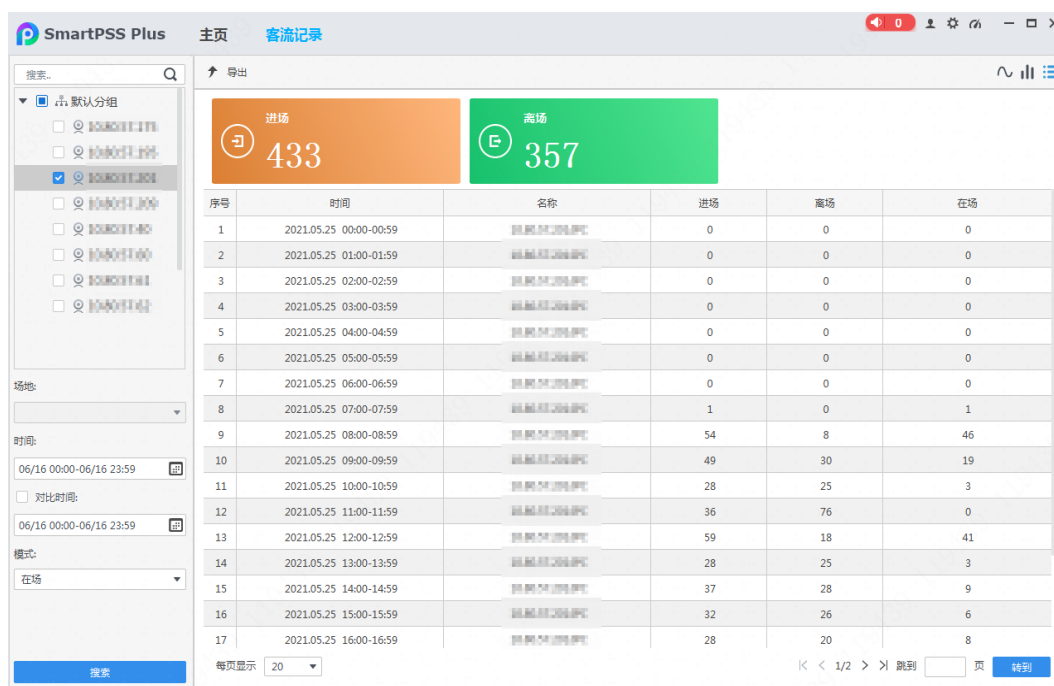 SmartPSS Plus 主页 客流记录 0
搜索.. 导出
默认分组
进场 433
离场 357
序号 时间 名称 进场 离场 在场
1 2021.05.25 00:00-00:59 0 0 0
2 2021.05.25 01:00-01:59 0 0 0
3 2021.05.25 02:00-02:59 0 0 0
4 2021.05.25 03:00-03:59 0 0 0
5 2021.05.25 04:00-04:59 0 0 0
6 2021.05.25 05:00-05:59 0 0 0
7 2021.05.25 06:00-06:59 0 0 0
8 2021.05.25 07:00-07:59 1 0 1
9 2021.05.25 08:00-08:59 54 8 46
10 2021.05.25 09:00-09:59 49 30 19
11 2021.05.25 10:00-10:59 28 25 3
12 2021.05.25 11:00-11:59 36 76 0
13 2021.05.25 12:00-12:59 59 18 41
14 2021.05.25 13:00-13:59 28 25 3
15 2021.05.25 14:00-14:59 37 28 9
16 2021.05.25 15:00-15:59 32 26 6
17 2021.05.25 16:00-16:59 28 20 8
场地:
时间:
06/16 00:00-06/16 23:59
对比时间:
06/16 00:00-06/16 23:59
模式:
在场
搜索
每页显示 20 1/2 跳到 页 转到